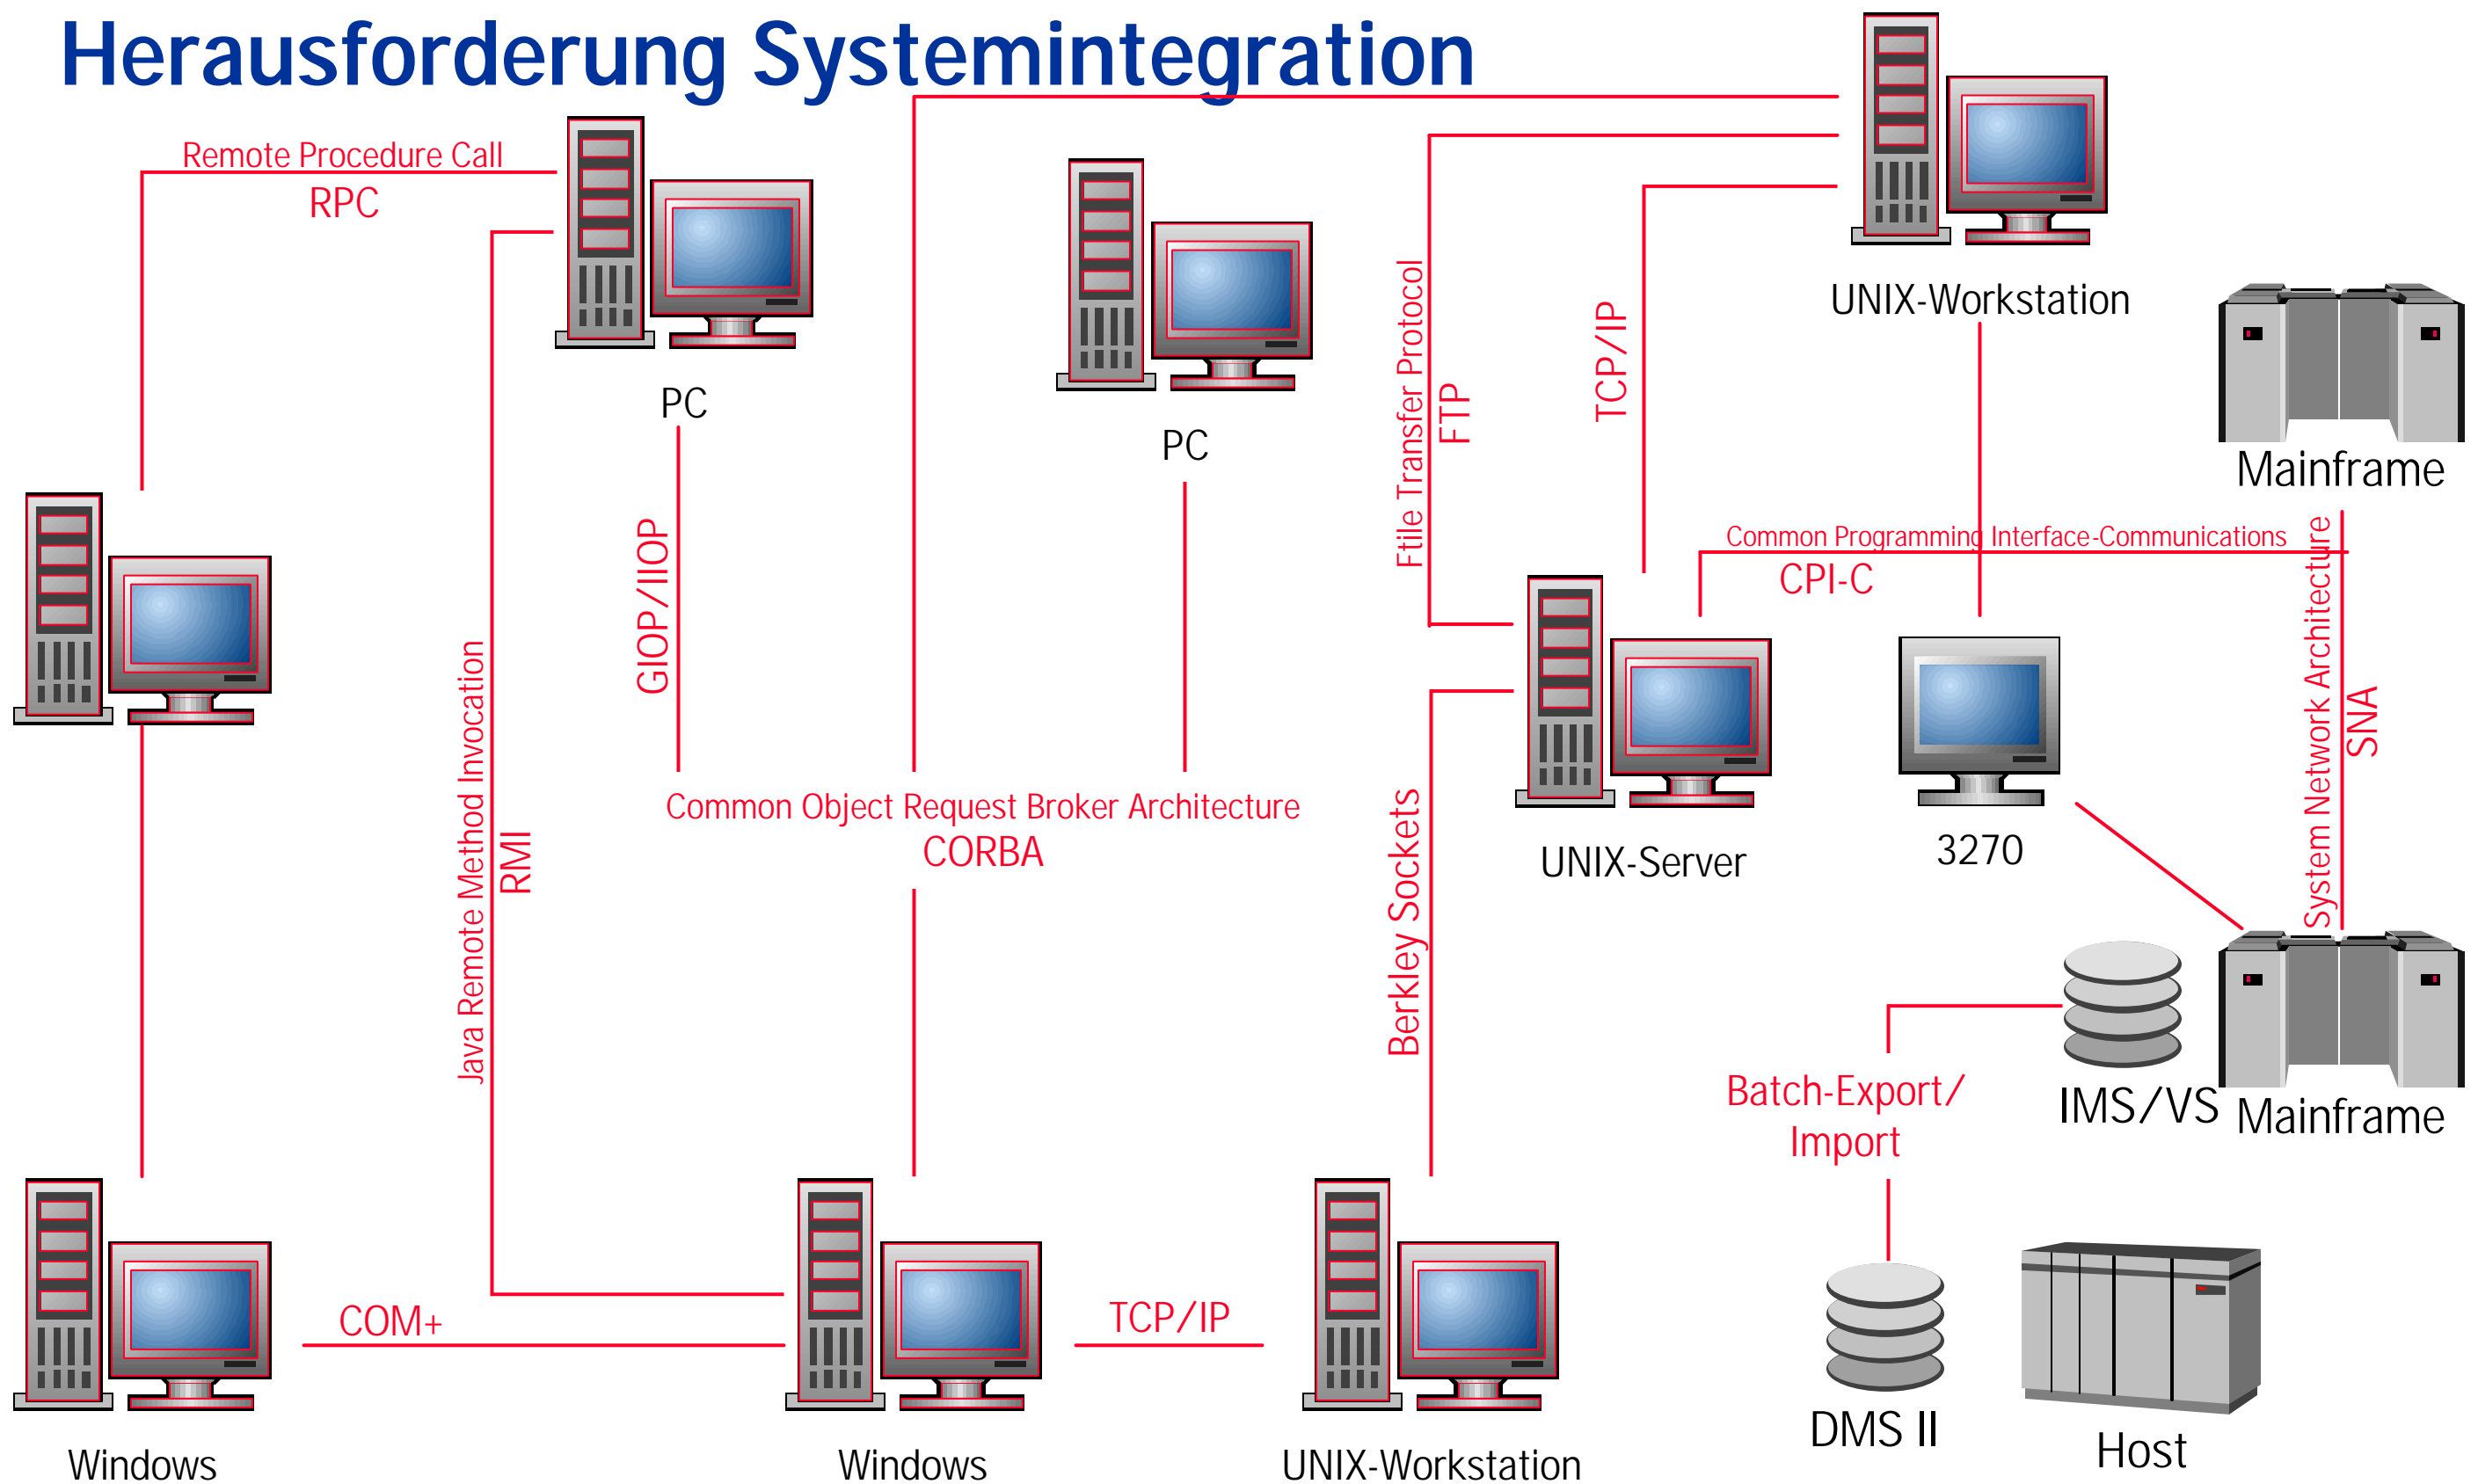 Herausforderung Systemintegration
Remote Procedure Call
RPC
PC
PC
UNIX-Workstation
Mainframe
Ftile Transfer Protocol
FTP
TCP/IP
GIOP/IIOP
Common Programming Interface-Communications
CPI-C
System Network Architecture
SNA
Java Remote Method Invocation
RMI
Common Object Request Broker Architecture
CORBA
Berkley Sockets
UNIX-Server
3270
Batch-Export/
Import
IMS/VS
Mainframe
COM+
TCP/IP
DMS II
Host
Windows
Windows
UNIX-Workstation